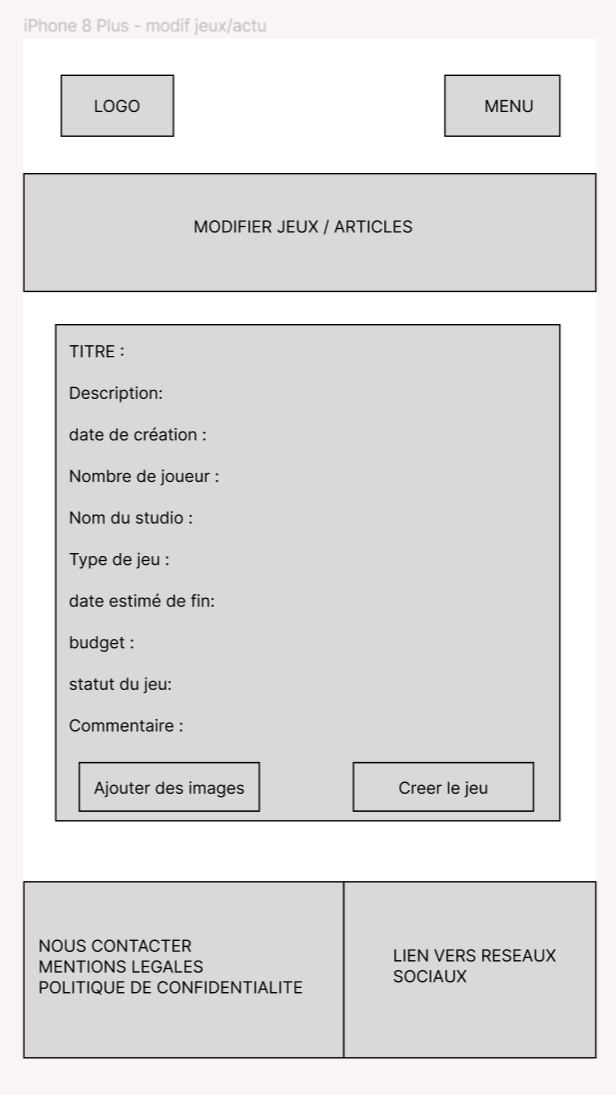 iPhone 8 Plus - modif jeux/actu
LOGO
MENU
MODIFIER JEUX / ARTICLES
TITRE :
Description:
date de création :
Nombre de joueur :
Nom du studio :
Type de jeu :
date estimé de fin:
budget :
statut du jeu:
Commentaire :
Ajouter des images
Creer le jeu
NOUS CONTACTER
MENTIONS LEGALES
POLITIQUE DE CONFIDENTIALITE
LIEN VERS RESEAUX
SOCIAUX